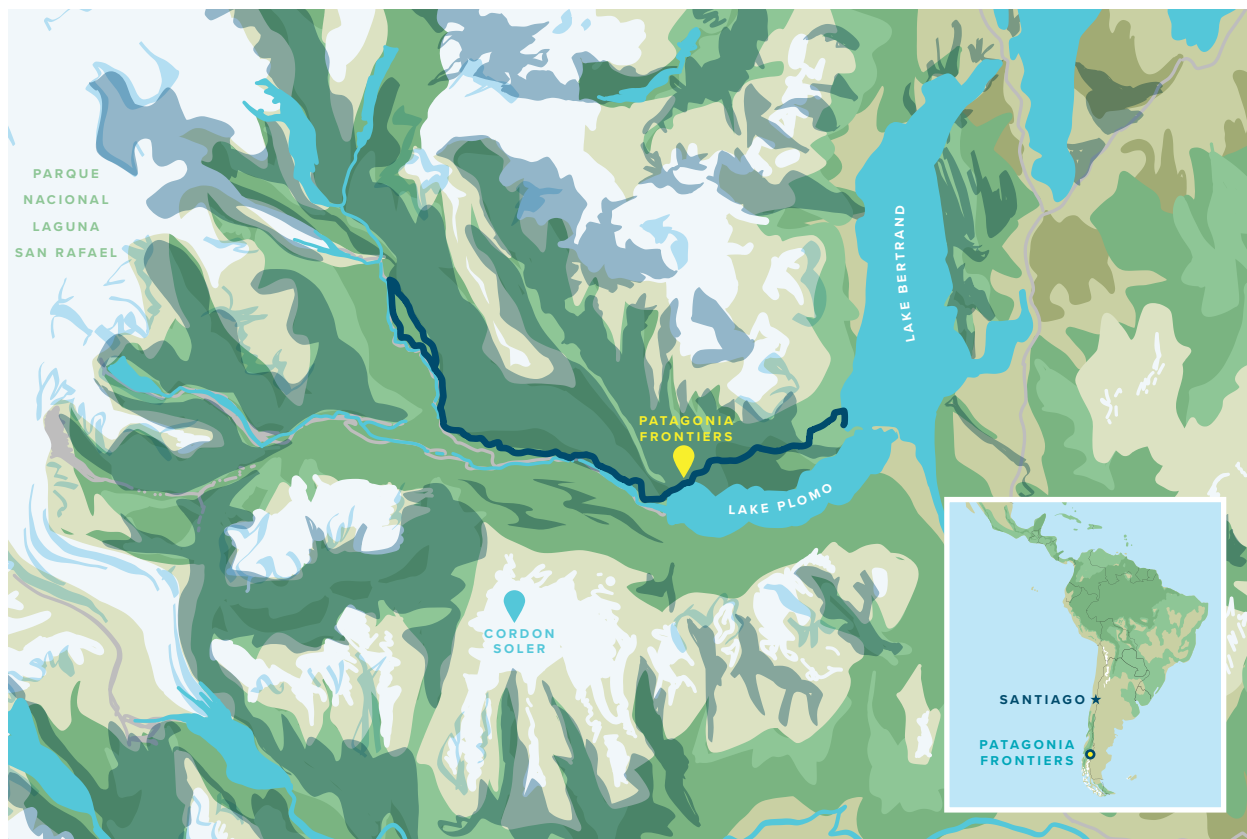 PARQUE
NACIONAL
LAGUNA
SAN RAFAEL
LAKE BERTRAND
PATAGONIA
FRONTIERS
LAKE PLOMO
CORDON
SOLER
SANTIAGO
PATAGONIA
FRONTIERS